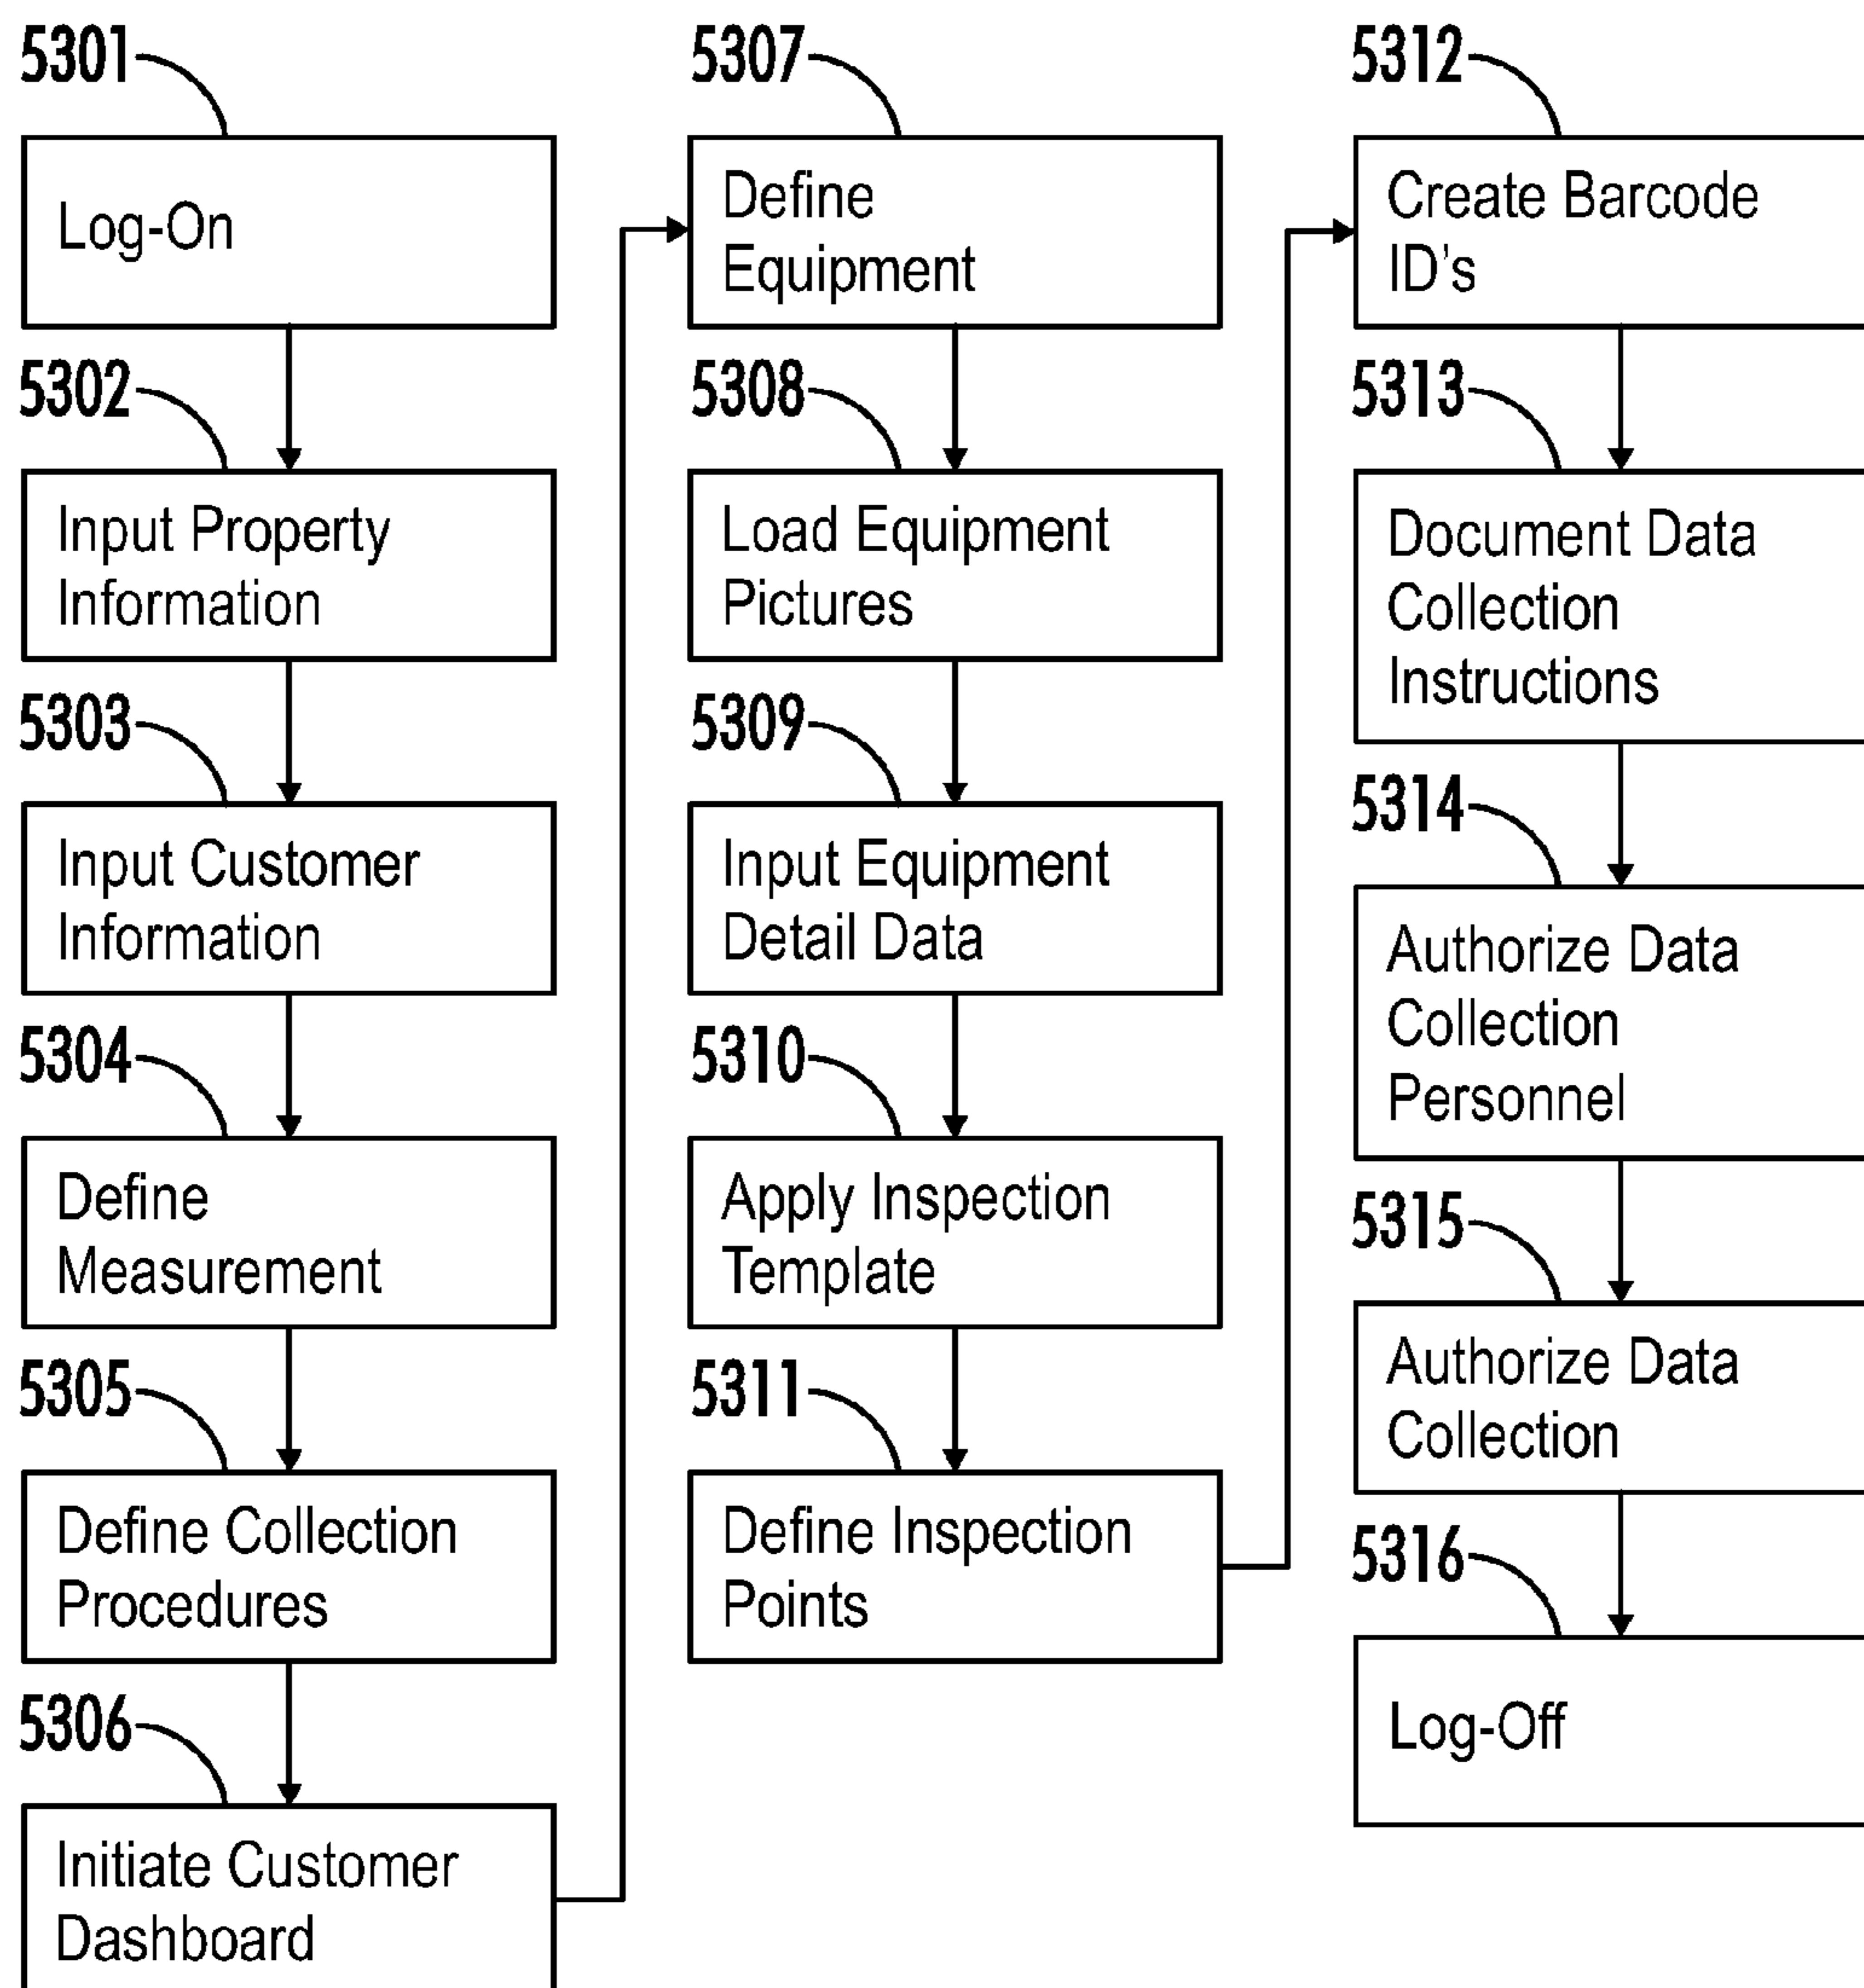 5301
Log-On
5302
Input Property
Information
5303
Input Customer
Information
5304
Define
Measurement
5305
Define Collection
Procedures
5306
Initiate Customer
Dashboard
5307
Define
Equipment
5308
Load Equipment
Pictures
5309
Input Equipment
Detail Data
5310
Apply Inspection
Template
5311
Define Inspection
Points
5312
Create Barcode
ID's
5313
Document Data
Collection
Instructions
5314
Authorize Data
Collection
Personnel
5315
Authorize Data
Collection
5316
Log-Off